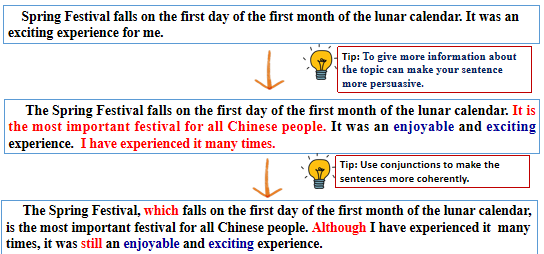 Spring Festival falls on the first day of the first month of the lunar calendar. It was an
exciting experience for me.
Tip: To give more information about
the topic can make your sentence
more persuasive.
The Spring Festival falls on the first day of the first month of the lunar calendar. It is
the most important festival for all Chinese people. It was an enjoyable and exciting
experience. I have experienced it many times.
Tip: Use conjunctions to make the
sentences more coherently.
The Spring Festival, which falls on the first day of the first month of the lunar calendar,
is the most important festival for all Chinese people. Although I have experienced it many
times, it was still an enjoyable and exciting experience.